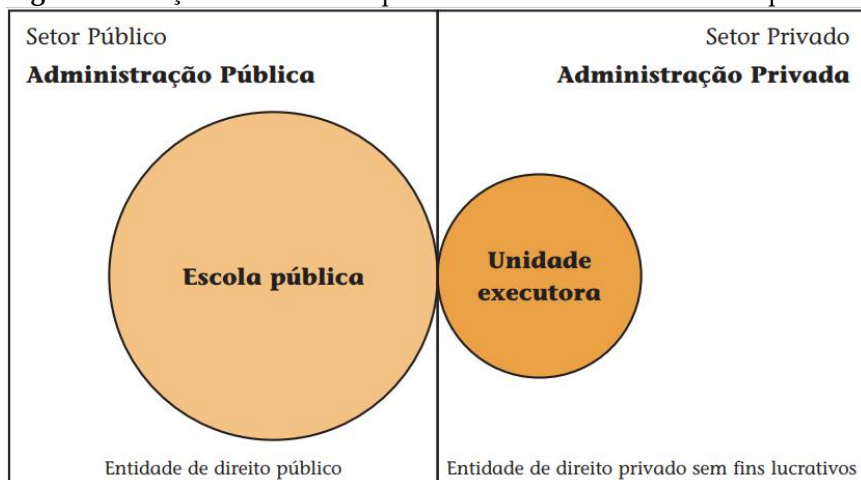 Setor Público
Setor Privado
Administração Pública
Administração Privada
Escola pública
Unidade
executora
Entidade de direito público
Entidade de direito privado sem fins lucrativos